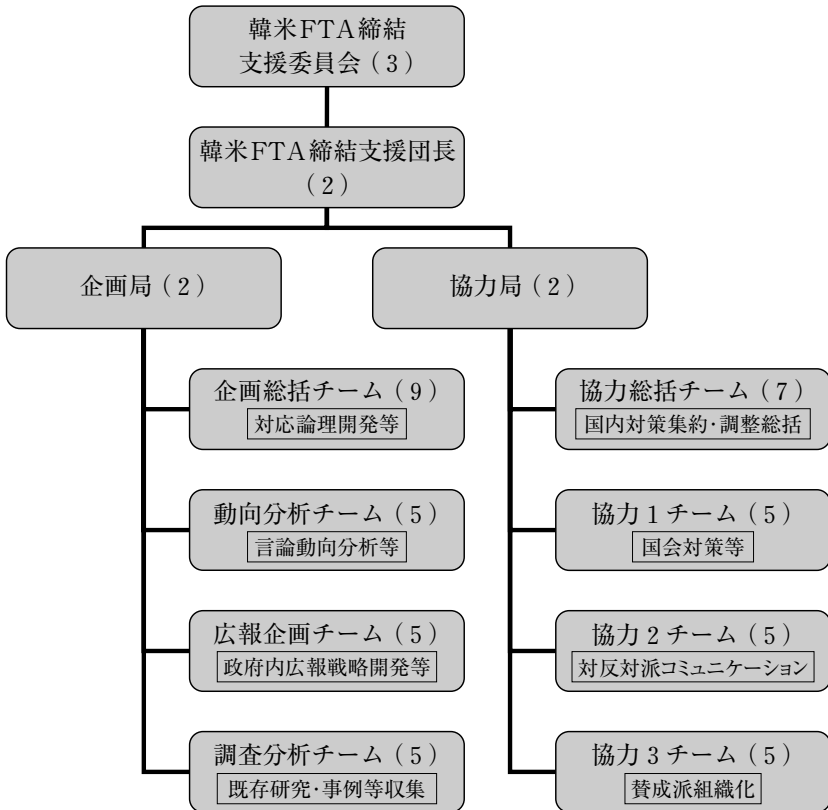 韓米FTA締結
支援委員会（3）
韓米FTA締結支援団長
（2）
企画局（2）
協力局（2）
企画総括チーム（9）
対応論理開発等
動向分析チーム（5）
言論動向分析等
広報企画チーム（5）
政府内広報戦略開発等
調査分析チーム（5）
既存研究・事例等収集
協力総括チーム（7）
国内対策集約・調整総括
協力1チーム（5）
国会対策等
協力2チーム（5）
対反対派コミュニケーション
協力3チーム（5）
賛成派組織化